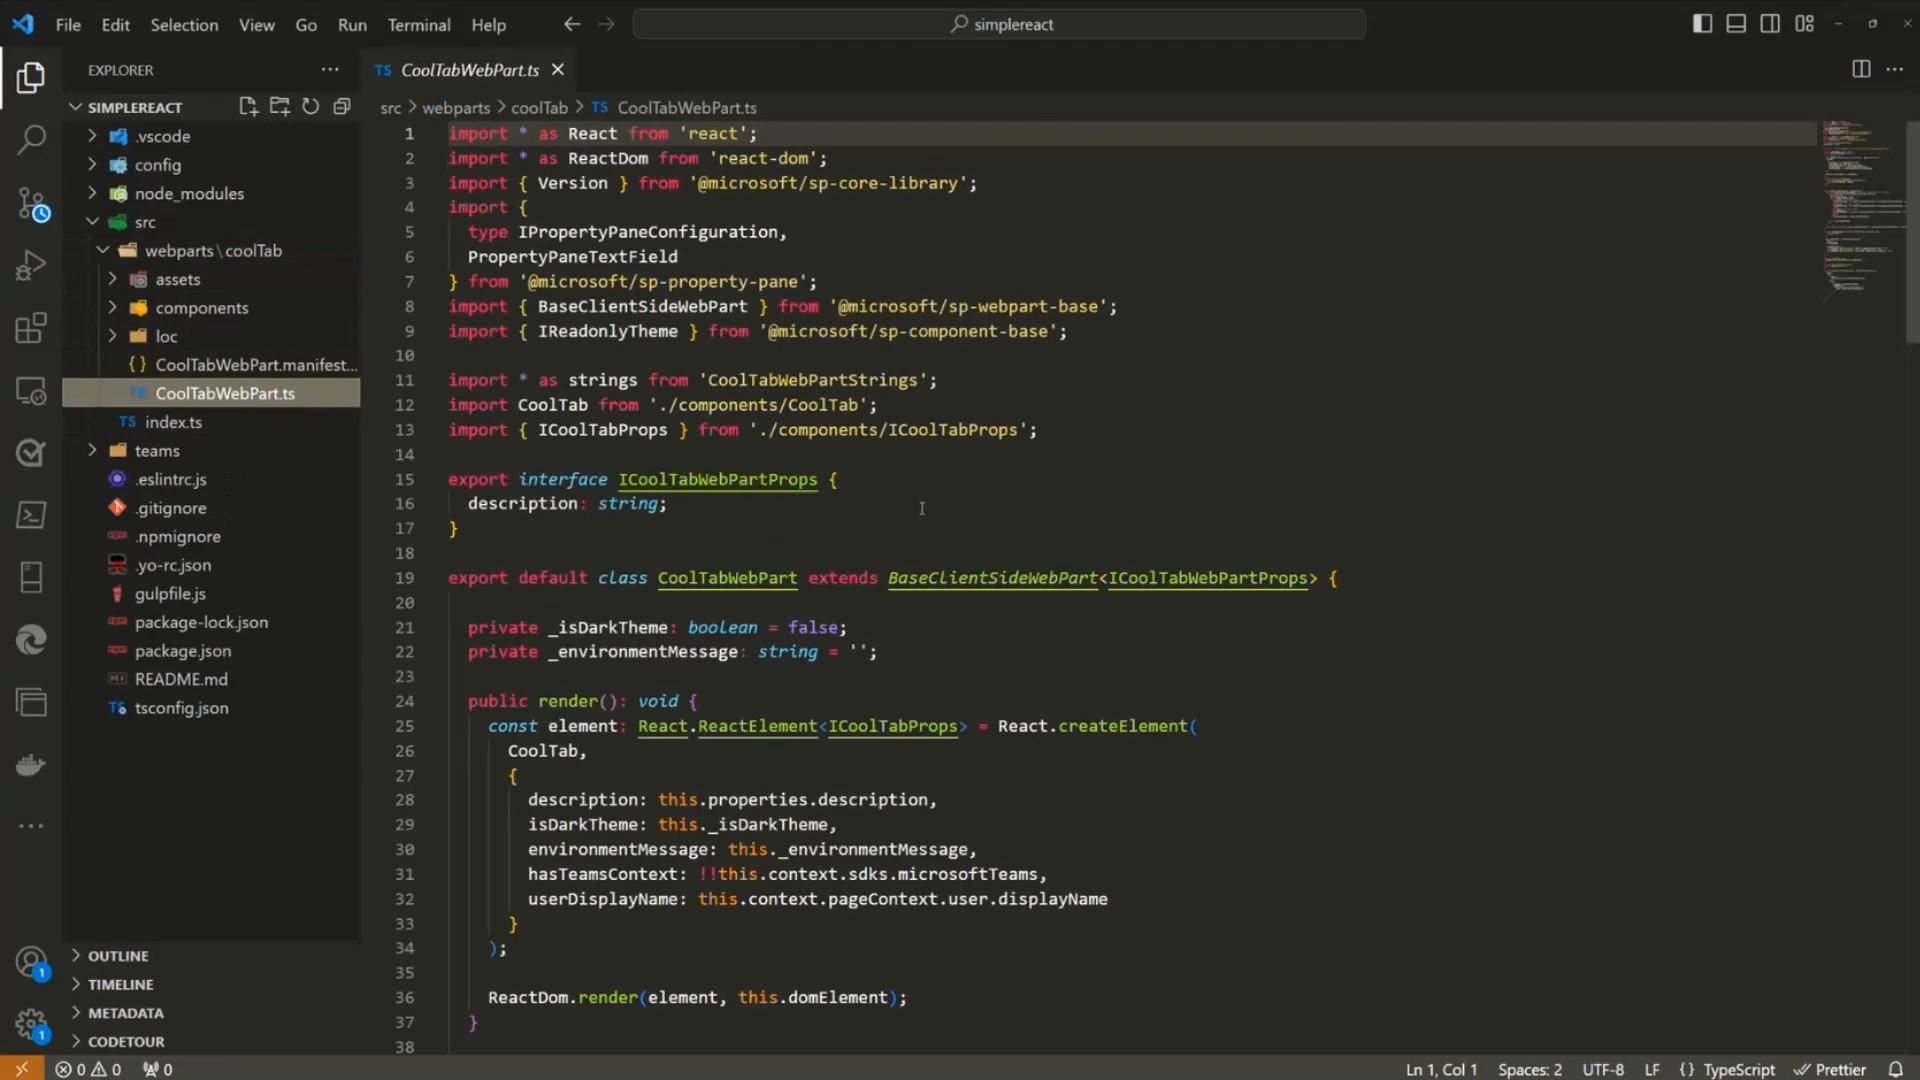 File Edit Selection View Go Run Terminal Help
simplereact
EXPLORER
SIMPLEREACT
.vscode
config
node_modules
src
webparts \ coolTab
assets
components
loc
{} CoolTabWebPart.manifest...
TS CoolTabWebPart.ts
TS index.ts
teams
.eslintrc.js
.gitignore
.npmignore
.yo-rc.json
gulpfile.js
package-lock.json
package.json
README.md
tsconfig.json
OUTLINE
TIMELINE
METADATA
CODETOUR
1
1
TS CoolTabWebPart.ts
src > webparts > coolTab > TS CoolTabWebPart.ts
1 import * as React from 'react';
2 import * as ReactDom from 'react-dom';
3 import { Version } from '@microsoft/sp-core-library';
4 import {
5 type IPropertyPaneConfiguration,
6 PropertyPaneTextField
7 } from '@microsoft/sp-property-pane';
8 import { BaseClientSideWebPart } from '@microsoft/sp-webpart-base';
9 import { IReadonlyTheme } from '@microsoft/sp-component-base';
10
11 import * as strings from 'CoolTabWebPartStrings';
12 import CoolTab from './components/CoolTab';
13 import { ICoolTabProps } from './components/ICoolTabProps';
14
15 export interface ICoolTabWebPartProps {
16 description: string;
17 }
18
19 export default class CoolTabWebPart extends BaseClientSideWebPart<ICoolTabWebPartProps> {
20
21 private _isDarkTheme: boolean = false;
22 private _environmentMessage: string = '';
23
24 public render(): void {
25 const element: React.ReactElement<ICoolTabProps> = React.createElement(
26 CoolTab,
27 {
28 description: this.properties.description,
29 isDarkTheme: this._isDarkTheme,
30 environmentMessage: this._environmentMessage,
31 hasTeamsContext: !!this.context.sdks.microsoftTeams,
32 userDisplayName: this.context.pageContext.user.displayName
33 }
34 );
35
36 ReactDom.render(element, this.domElement);
37 }
38
0 0 0 Ln 1, Col 1 Spaces: 2 UTF-8 LF {} TypeScript Prettier